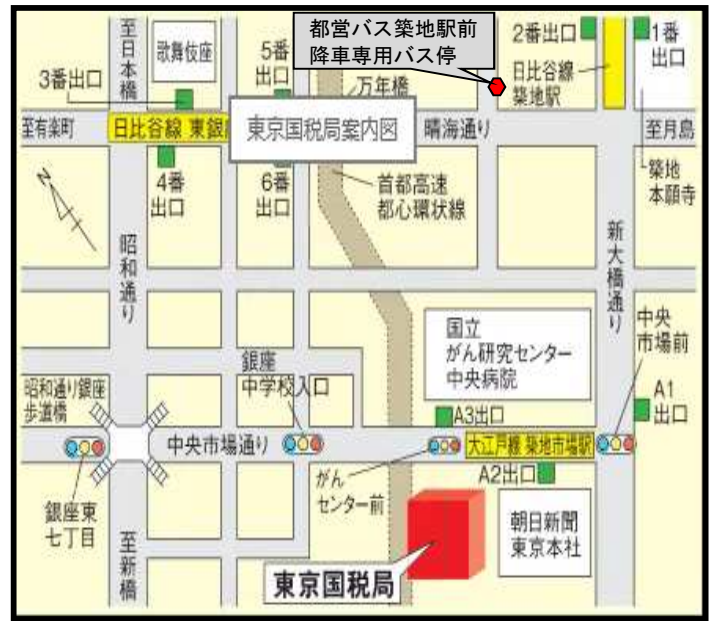 都営バス築地駅前
降車専用バス停
至日本橋
歌舞伎座
5番
出口
万年橋
2番出口
1番
出口
3番出口
日比谷線
築地駅
至有楽町
日比谷線 東銀
東京国税局案内図
晴海通り
至月島
4番
出口
6番
出口
首都高速
都心環状線
築地
本願寺
N
昭和通り
新大橋通り
国立
がん研究センター
中央病院
中央
市場前
銀座
中学校入口
昭和通り銀座
歩道橋
A3出口
A1
出口
中央市場通り
大江戸線 築地市場駅
がん
センター前
A2出口
銀座東
七丁目
至新橋
朝日新聞
東京本社
東京国税局